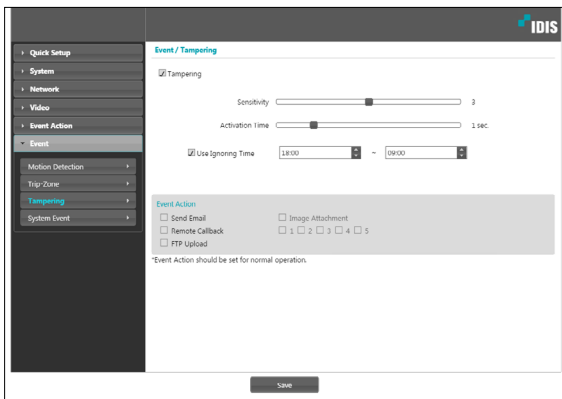 IDIS
Quick Setup
System
Network
Video
Event Action
Event
Motion Detection
Trip-Zone
Tampering
System Event
Event / Tampering
Tampering
Sensitivity 3
Activation Time 1 sec.
Use Ignoring Time 18:00 ~ 09:00
Event Action
Send Email Image Attachment
Remote Callback 1 2 3 4 5
FTP Upload
*Event Action should be set for normal operation.
Save